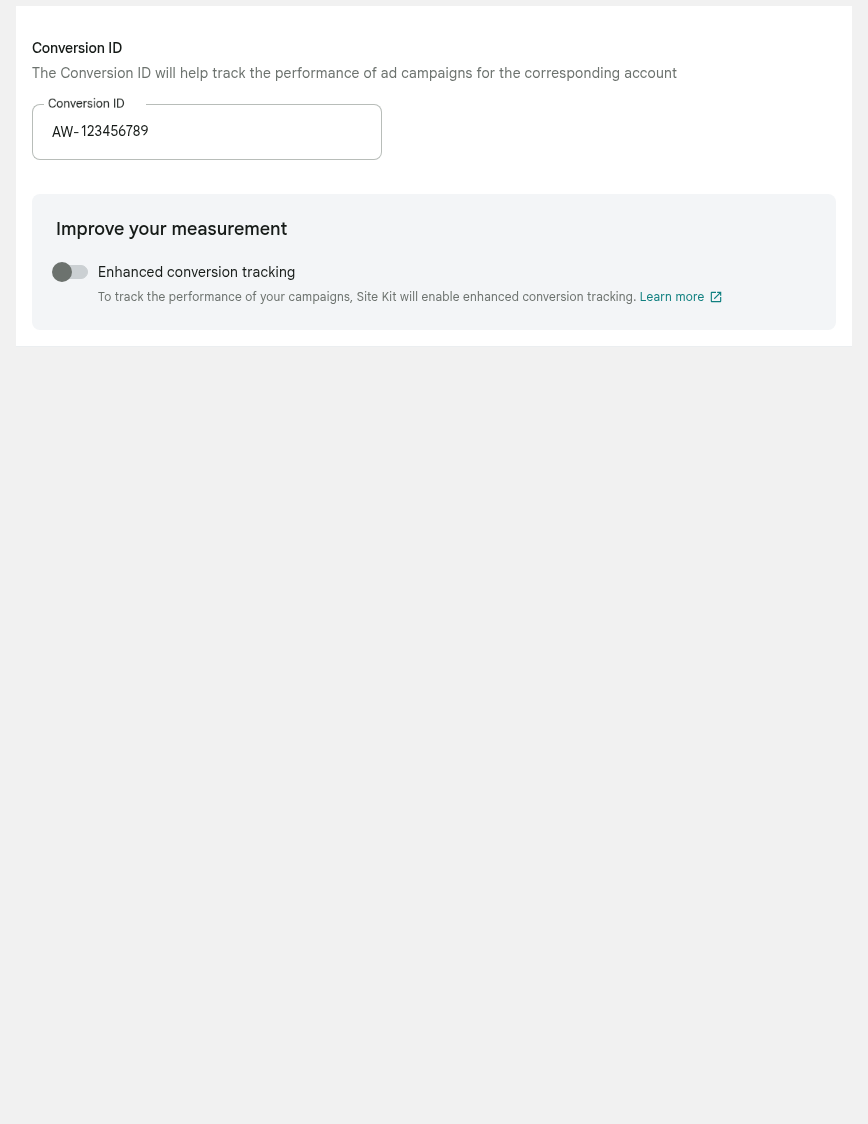 Conversion ID
The Conversion ID will help track the performance of ad campaigns for the corresponding account
Conversion ID
AW- 123456789
Improve your measurement
Enhanced conversion tracking
To track the performance of your campaigns, Site Kit will enable enhanced conversion tracking. Learn more